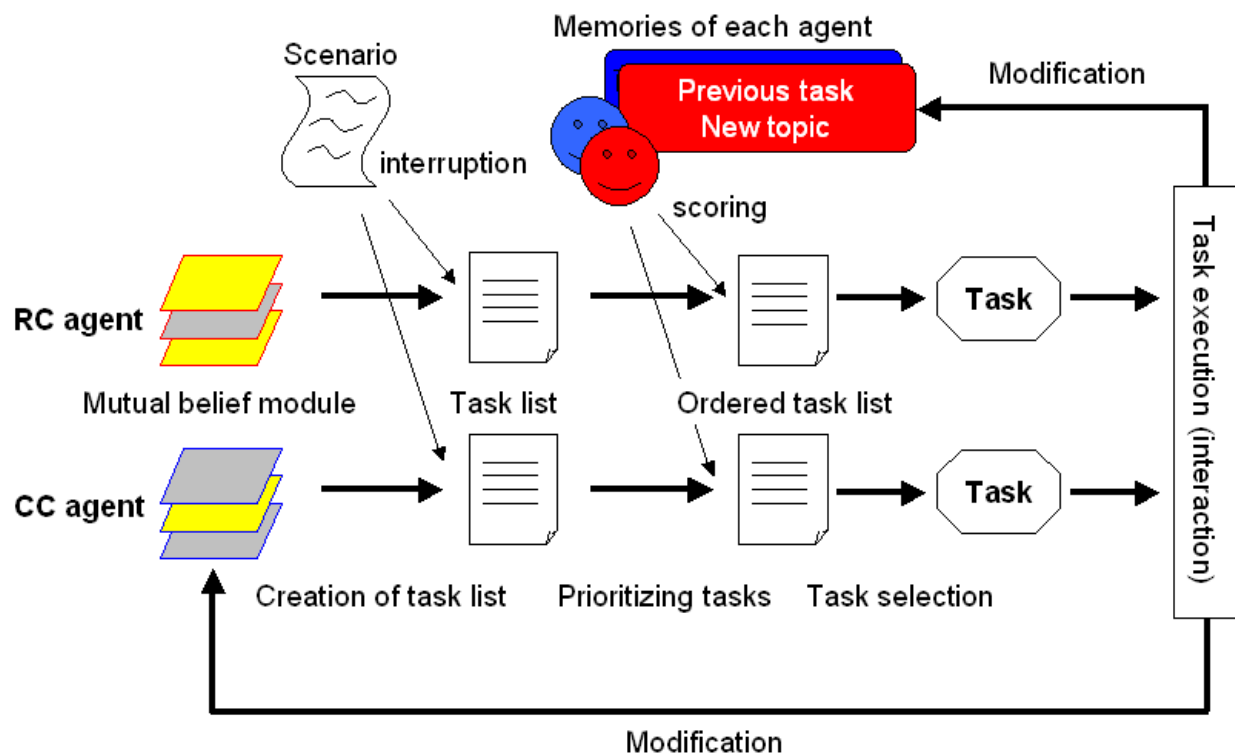 Memories of each agent
Scenario
Modification
Previous task
New topic
interruption
scoring
RC agent
Task
Mutual belief module
Task list
Ordered task list
CC agent
Task
Task execution (interaction)
Creation of task list
Prioritizing tasks
Task selection
Modification